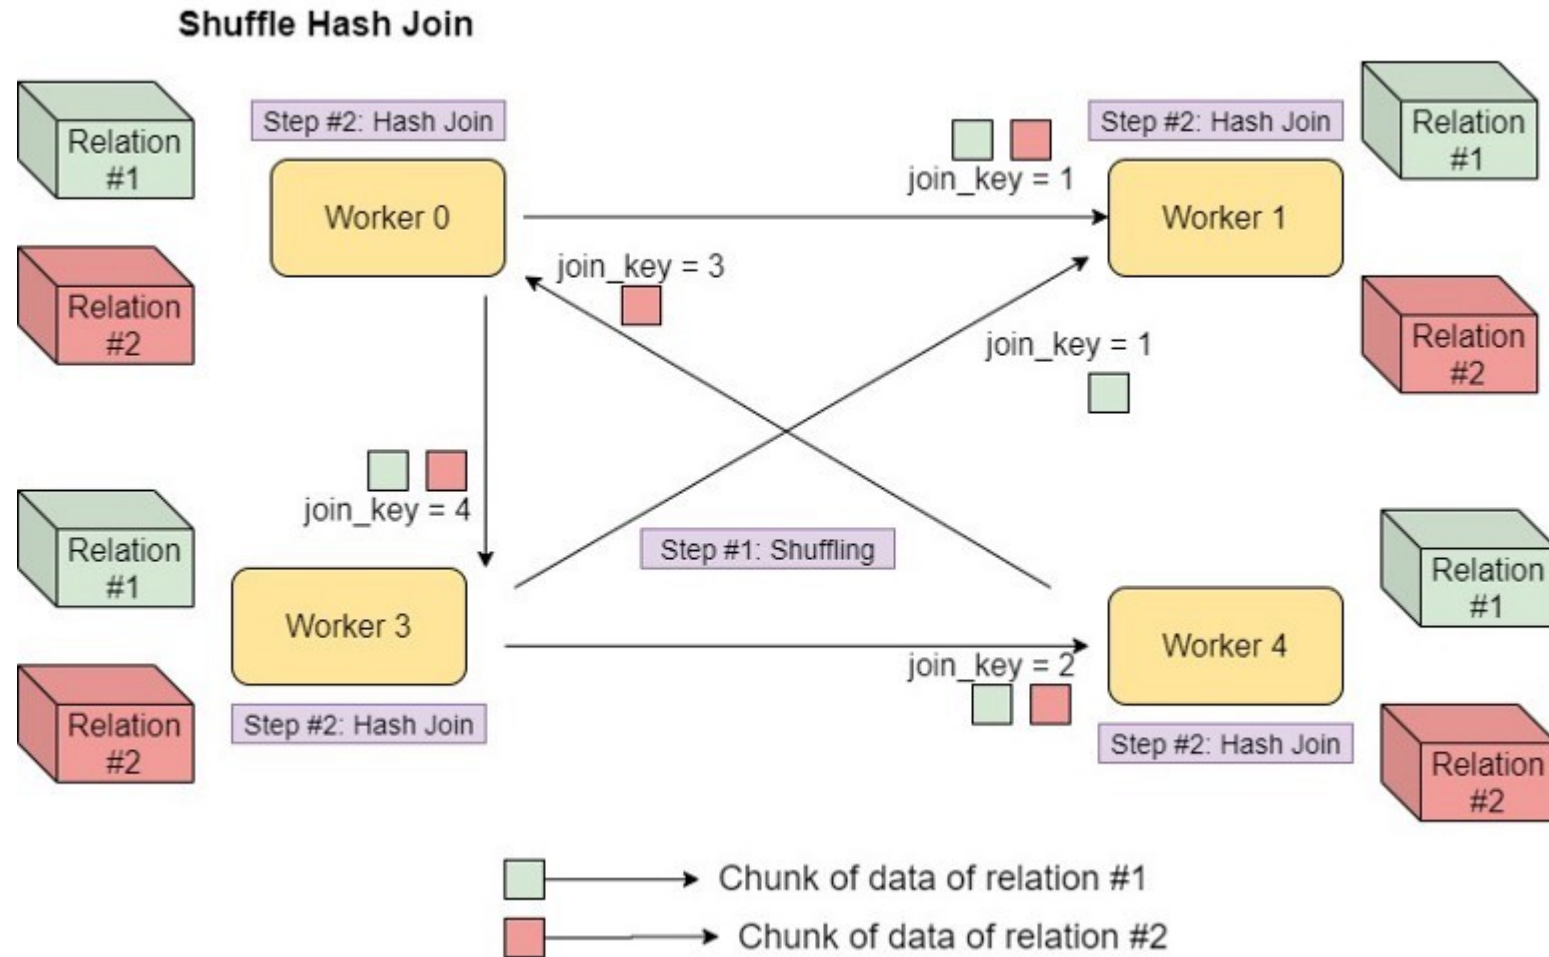 Shuffle Hash Join
Relation
#1
Step #2: Hash Join
Worker 0
Relation
#2
join_key = 1
Step #2: Hash Join
Worker 1
Relation
#1
Relation
#2
join_key = 3
join_key = 1
join_key = 4
Step #1: Shuffling
Relation
#1
Worker 3
Relation
#2
Step #2: Hash Join
join_key = 2
Worker 4
Step #2: Hash Join
Relation
#1
Relation
#2
Chunk of data of relation #1
Chunk of data of relation #2